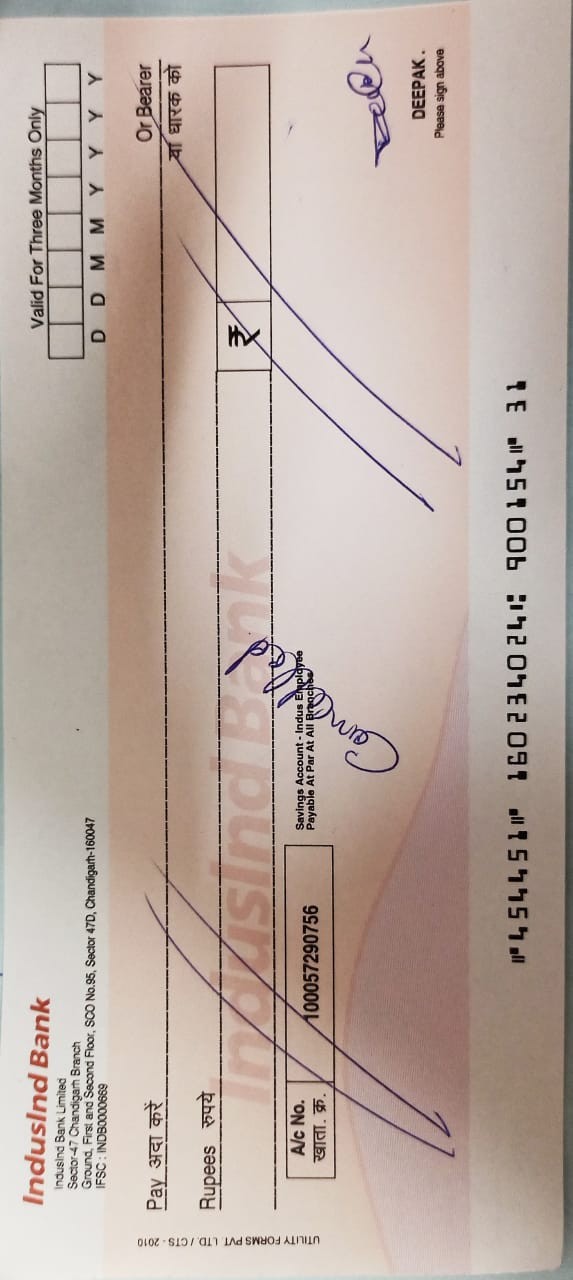 IndusInd Bank
IndusInd Bank Limited
Sector-47 Chandigarh Branch
Ground, First and Second Floor, SCO No.95, Sector 47D, Chandigarh-160047
IFSC : INDB0000669
Valid For Three Months Only
D D M M Y Y Y Y
Pay अदा करें
Or Bearer
या धारक को
Rupees रुपये
₹
IndusInd Bank
A/c No.
खाता. क्र.
100057290756
Savings Account - Indus Employee
Payable At Par At All Branches
Cancelled
DEEPAK .
Please sign above
UTILITY FORMS PVT. LTD / CTS - 2010
⑈454451⑈ 160234024⑆ 900154⑈ 31